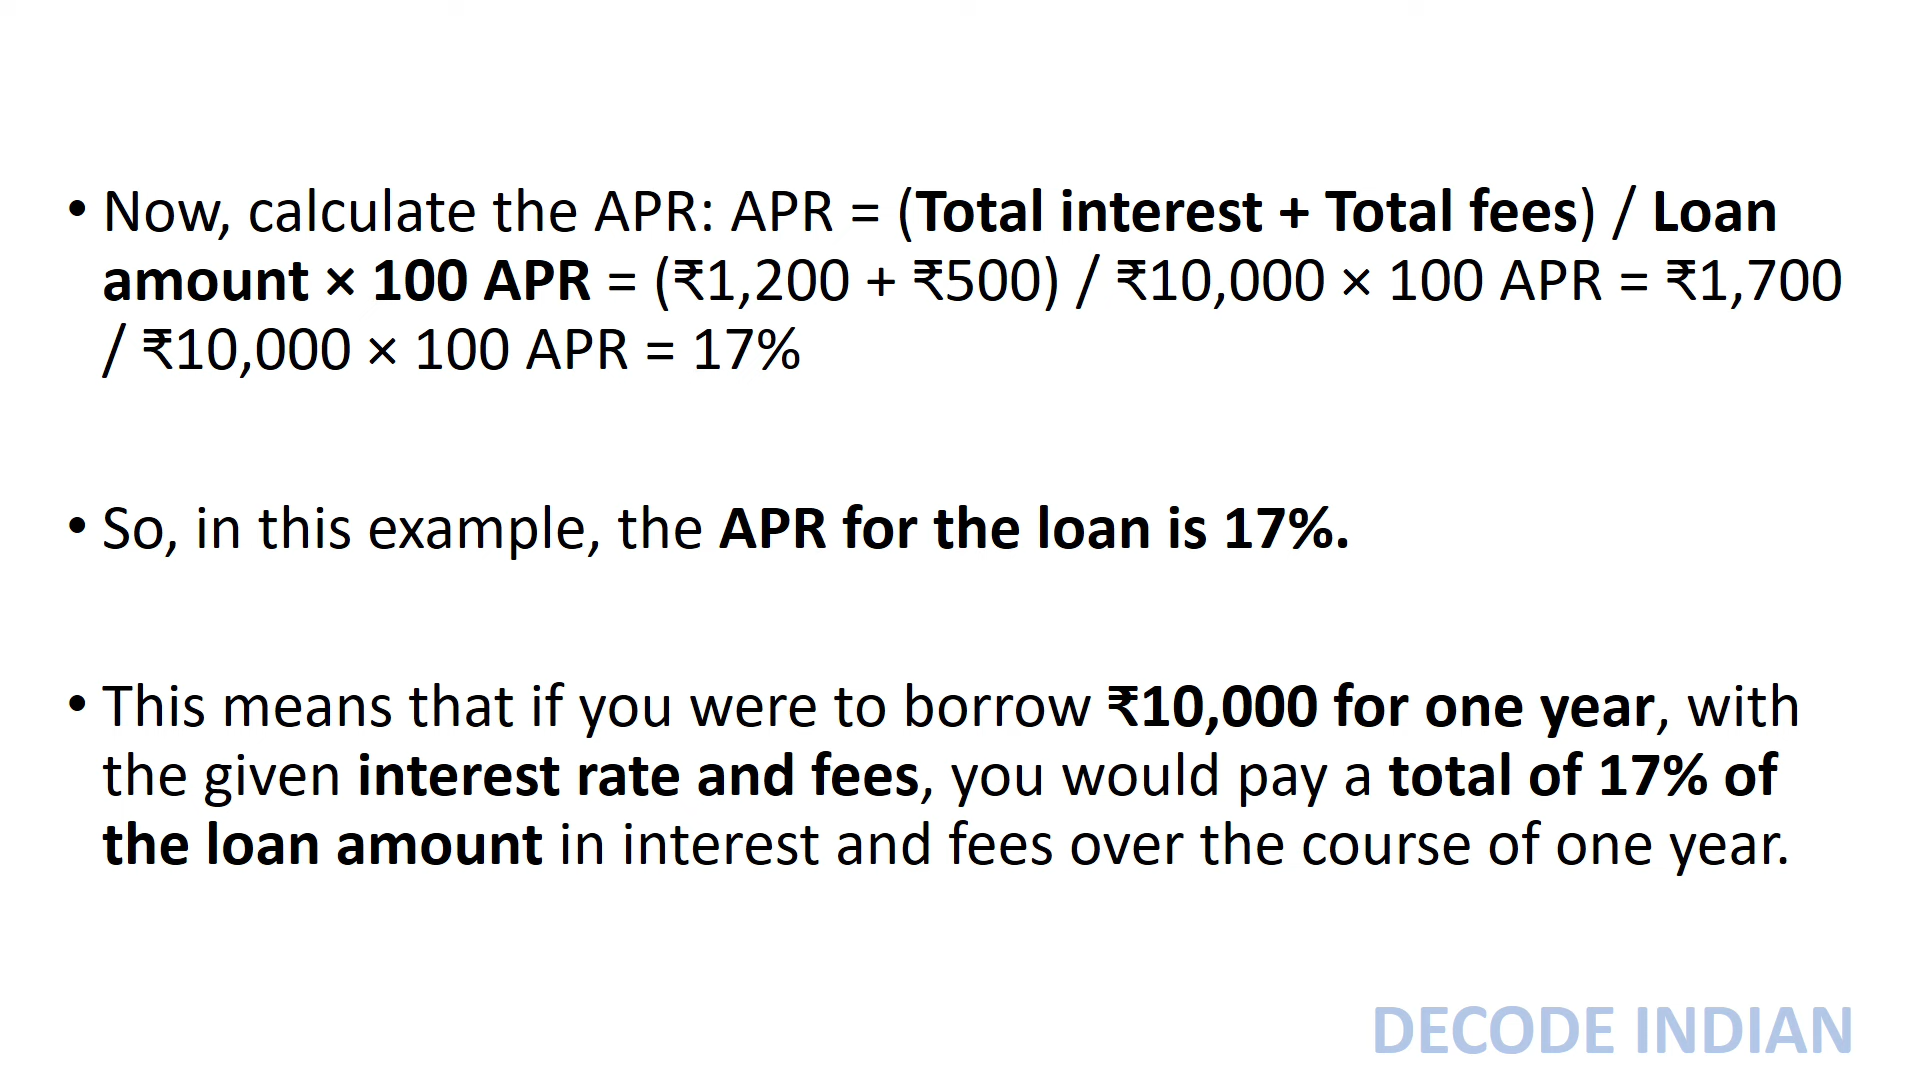 • Now, calculate the APR: APR = (Total interest + Total fees) / Loan
amount × 100 APR = (₹1,200 + ₹500) / ₹10,000 × 100 APR = ₹1,700
/ ₹10,000 × 100 APR = 17%
• So, in this example, the APR for the loan is 17%.
• This means that if you were to borrow ₹10,000 for one year, with
the given interest rate and fees, you would pay a total of 17% of
the loan amount in interest and fees over the course of one year.
DECODE INDIAN